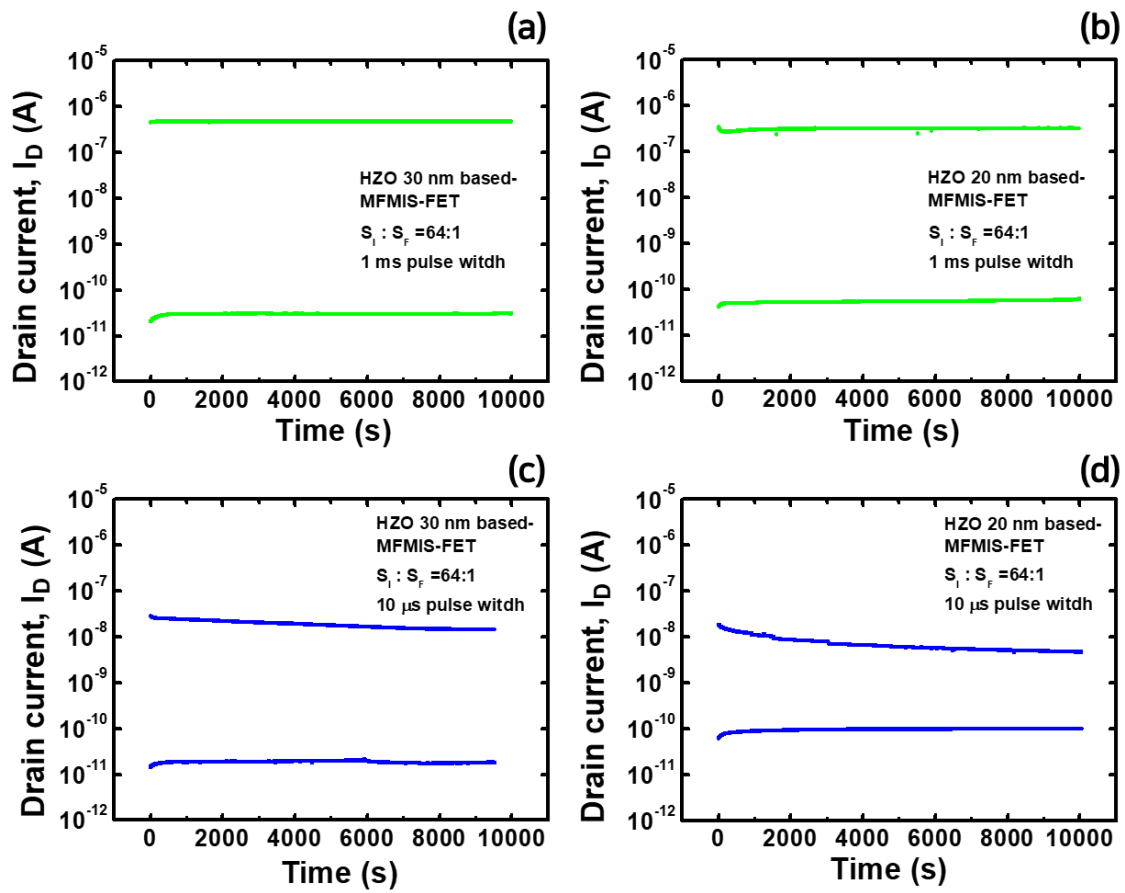 (a)
10⁻⁵
10⁻⁶
10⁻⁷
10⁻⁸
10⁻⁹
10⁻¹⁰
10⁻¹¹
10⁻¹²
Drain current, I_D (A)
HZO 30 nm based-
MFMIS-FET
S_I : S_F =64:1
1 ms pulse witdh
0 2000 4000 6000 8000 10000
Time (s)
(b)
10⁻⁵
10⁻⁶
10⁻⁷
10⁻⁸
10⁻⁹
10⁻¹⁰
10⁻¹¹
10⁻¹²
Drain current, I_D (A)
HZO 20 nm based-
MFMIS-FET
S_I : S_F =64:1
1 ms pulse witdh
0 2000 4000 6000 8000 10000
Time (s)
(c)
10⁻⁵
10⁻⁶
10⁻⁷
10⁻⁸
10⁻⁹
10⁻¹⁰
10⁻¹¹
10⁻¹²
Drain current, I_D (A)
HZO 30 nm based-
MFMIS-FET
S_I : S_F =64:1
10 μs pulse witdh
0 2000 4000 6000 8000 10000
Time (s)
(d)
10⁻⁵
10⁻⁶
10⁻⁷
10⁻⁸
10⁻⁹
10⁻¹⁰
10⁻¹¹
10⁻¹²
Drain current, I_D (A)
HZO 20 nm based-
MFMIS-FET
S_I : S_F =64:1
10 μs pulse witdh
0 2000 4000 6000 8000 10000
Time (s)